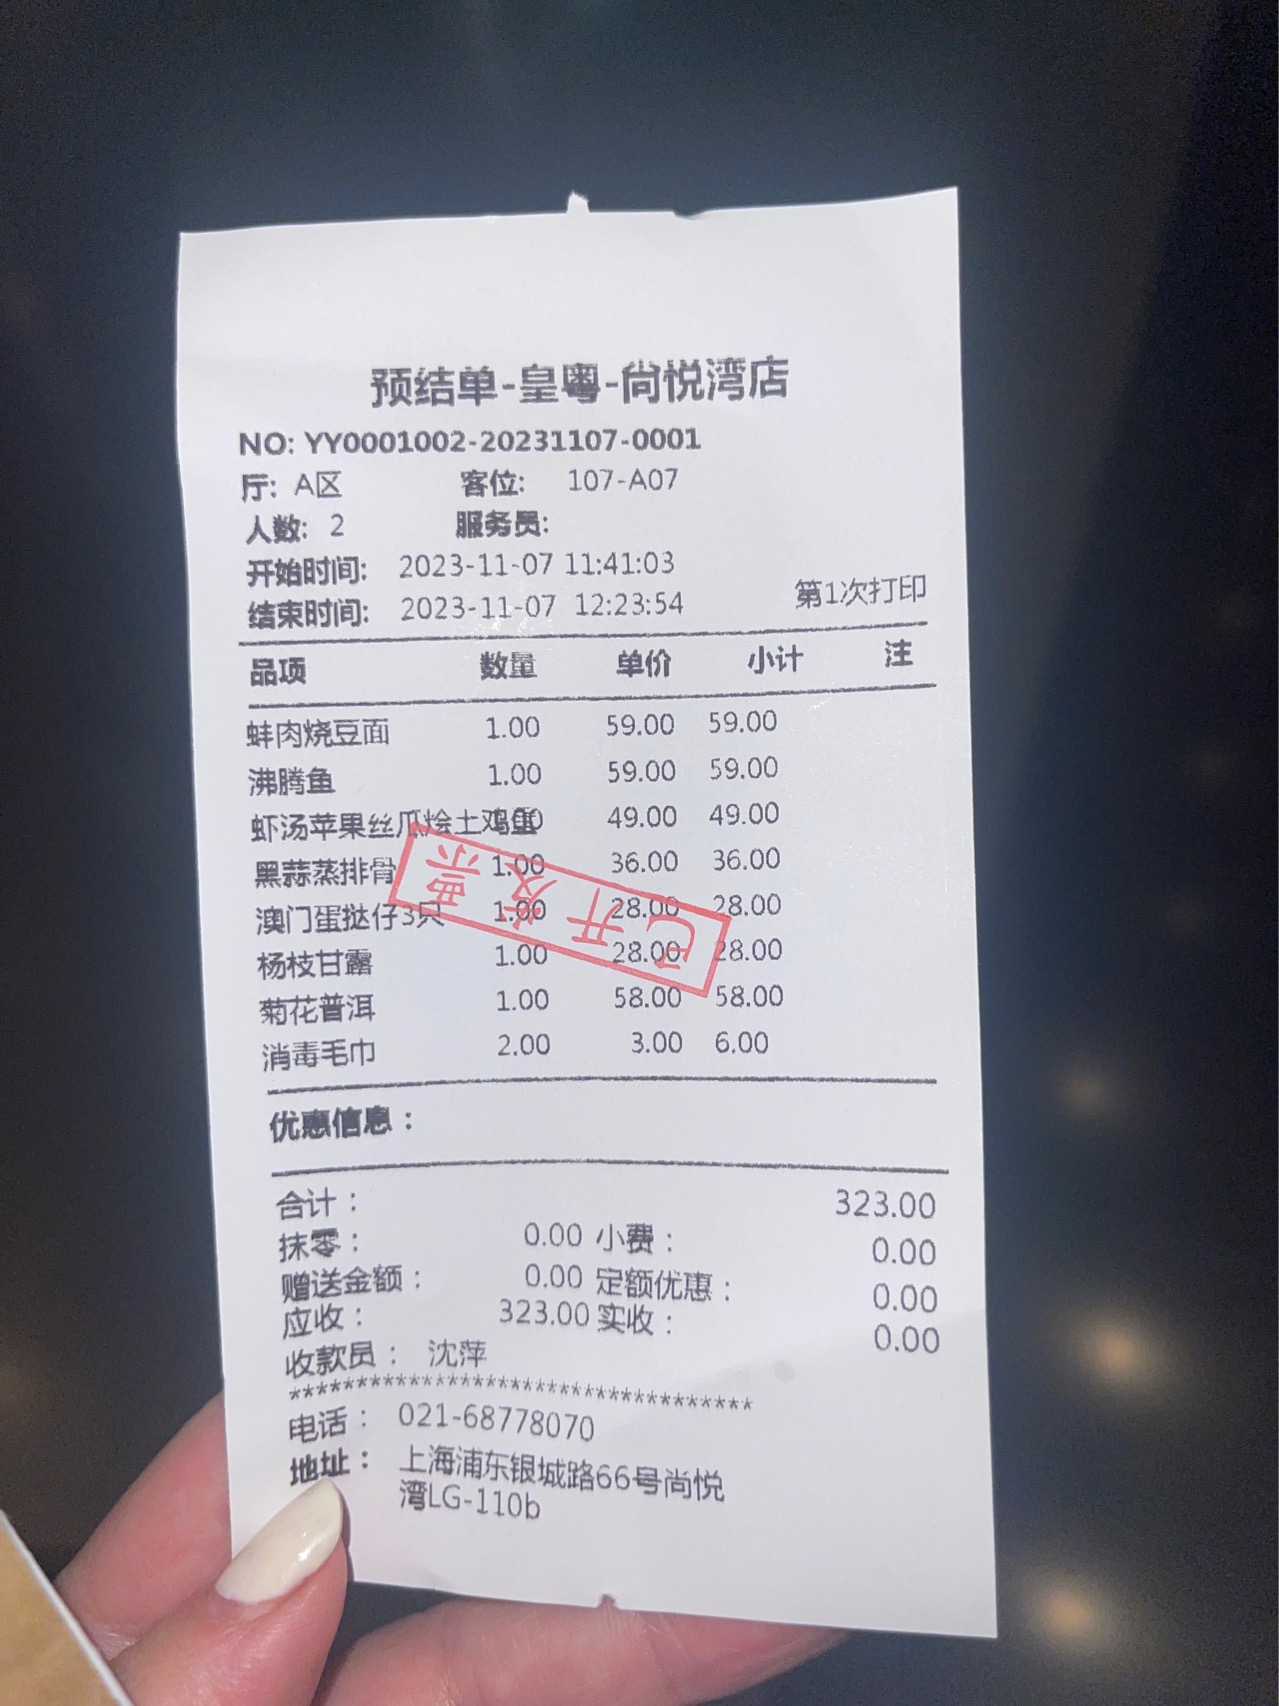 预结单-皇粤-尚悦湾店
NO: YY0001002-20231107-0001
厅: A区 客位: 107-A07
人数: 2 服务员:
开始时间: 2023-11-07 11:41:03
结束时间: 2023-11-07 12:23:54 第1次打印
品项 数量 单价 小计 注
蚌肉烧豆面 1.00 59.00 59.00
沸腾鱼 1.00 59.00 59.00
虾汤苹果丝瓜烩土鸡蛋 1.00 49.00 49.00
黑蒜蒸排骨 1.00 36.00 36.00
澳门蛋挞仔3只 1.00 28.00 28.00
杨枝甘露 1.00 28.00 28.00
菊花普洱 1.00 58.00 58.00
消毒毛巾 2.00 3.00 6.00
已开发票
优惠信息：
合计： 323.00
抹零： 0.00 小费： 0.00
赠送金额： 0.00 定额优惠： 0.00
应收： 323.00 实收： 0.00
收款员： 沈萍
************************************
电话： 021-68778070
地址： 上海浦东银城路66号尚悦
湾LG-110b